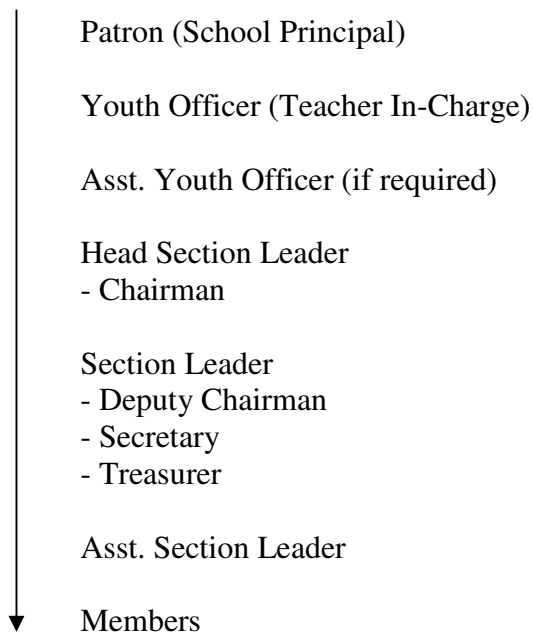 Patron (School Principal)
Youth Officer (Teacher In-Charge)
Asst. Youth Officer (if required)
Head Section Leader
- Chairman
Section Leader
- Deputy Chairman
- Secretary
- Treasurer
Asst. Section Leader
Members